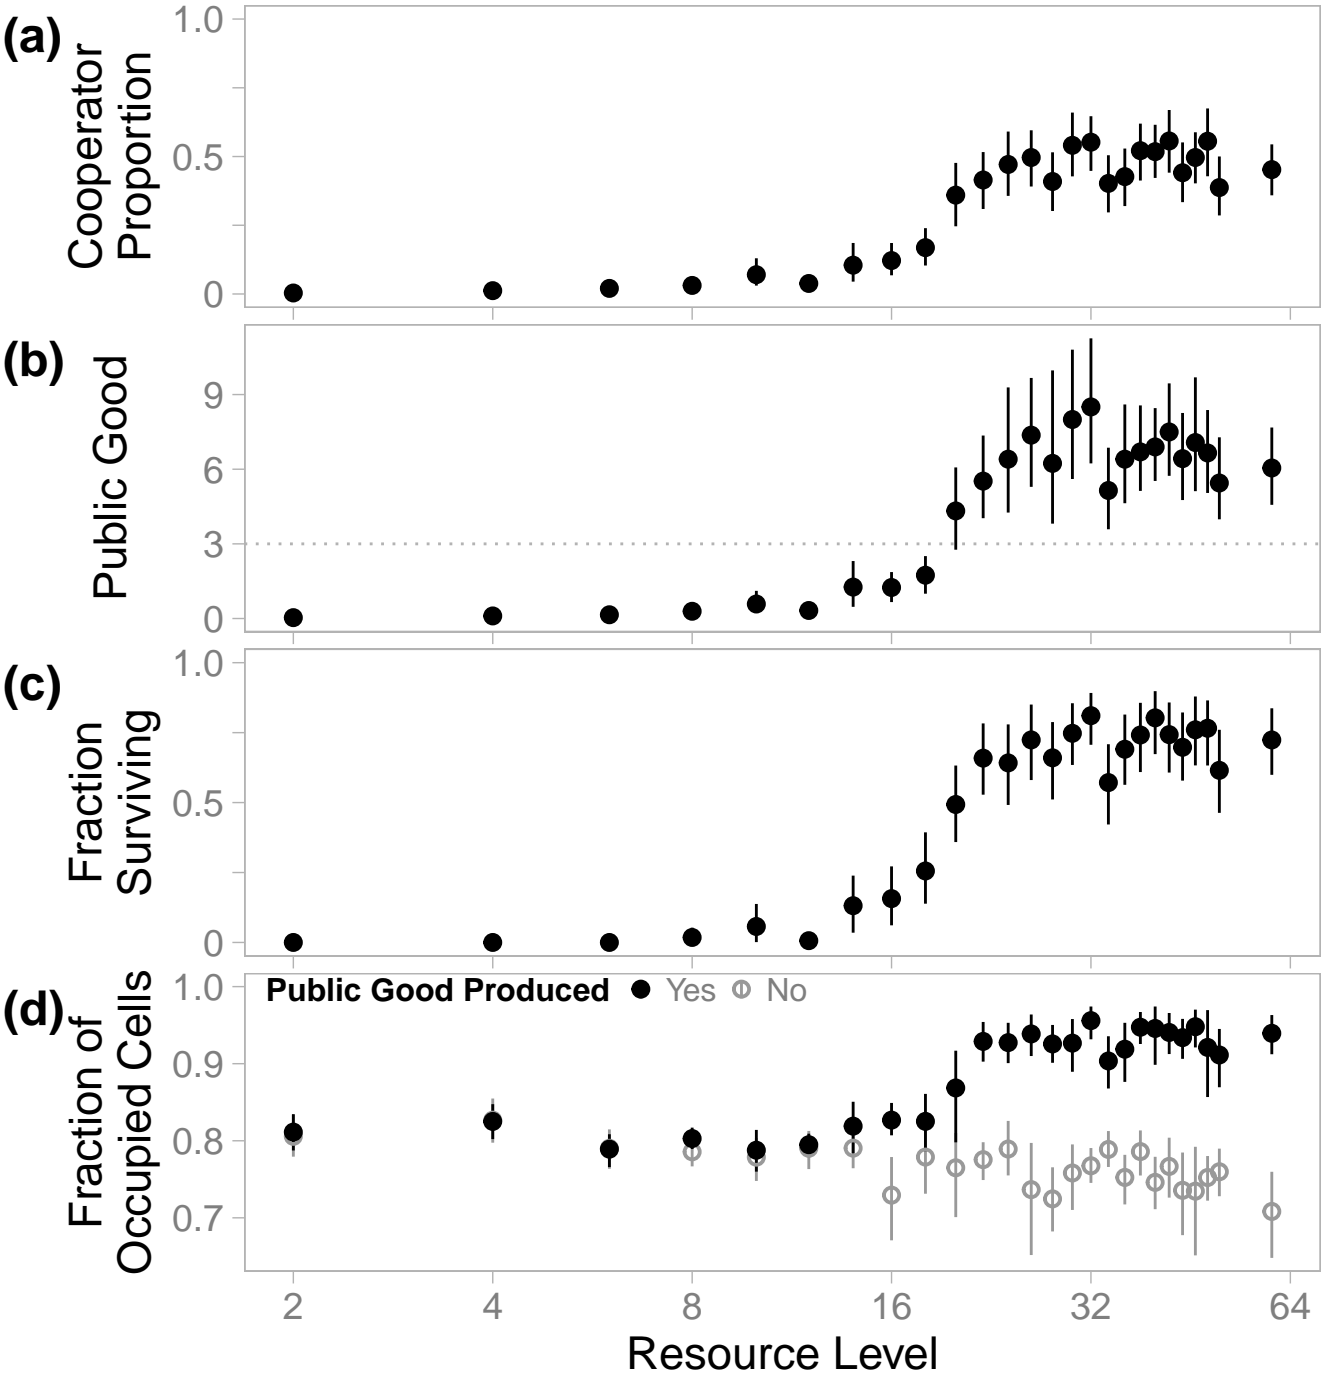 (a)
Cooperator
Proportion
1.0
0.5
0
(b)
Public Good
9
6
3
0
(c)
Fraction
Surviving
1.0
0.5
0
(d)
Fraction of
Occupied Cells
1.0
0.9
0.8
0.7
Public Good Produced Yes No
2 4 8 16 32 64
Resource Level